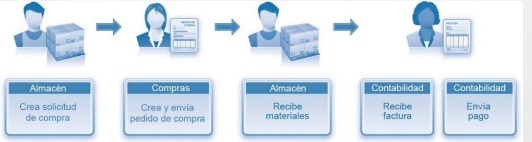 Almacén
Crea solicitud
de compra
Compras
Crea y envía
pedido de compra
Almacén
Recibe
materiales
FACTURA
Contabilidad
Recibe
factura
Contabilidad
Envía
pago